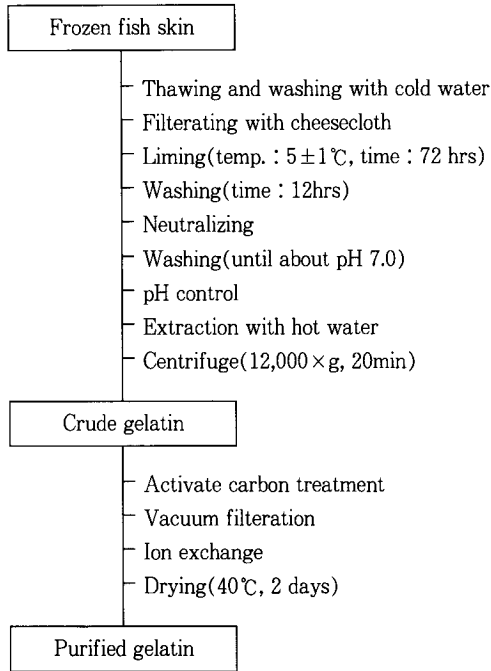 Frozen fish skin
Thawing and washing with cold water
Filterating with cheesecloth
Liming(temp. : 5±1℃, time : 72 hrs)
Washing(time : 12hrs)
Neutralizing
Washing(until about pH 7.0)
pH control
Extraction with hot water
Centrifuge(12,000×g, 20min)
Crude gelatin
Activate carbon treatment
Vacuum filteration
Ion exchange
Drying(40℃, 2 days)
Purified gelatin